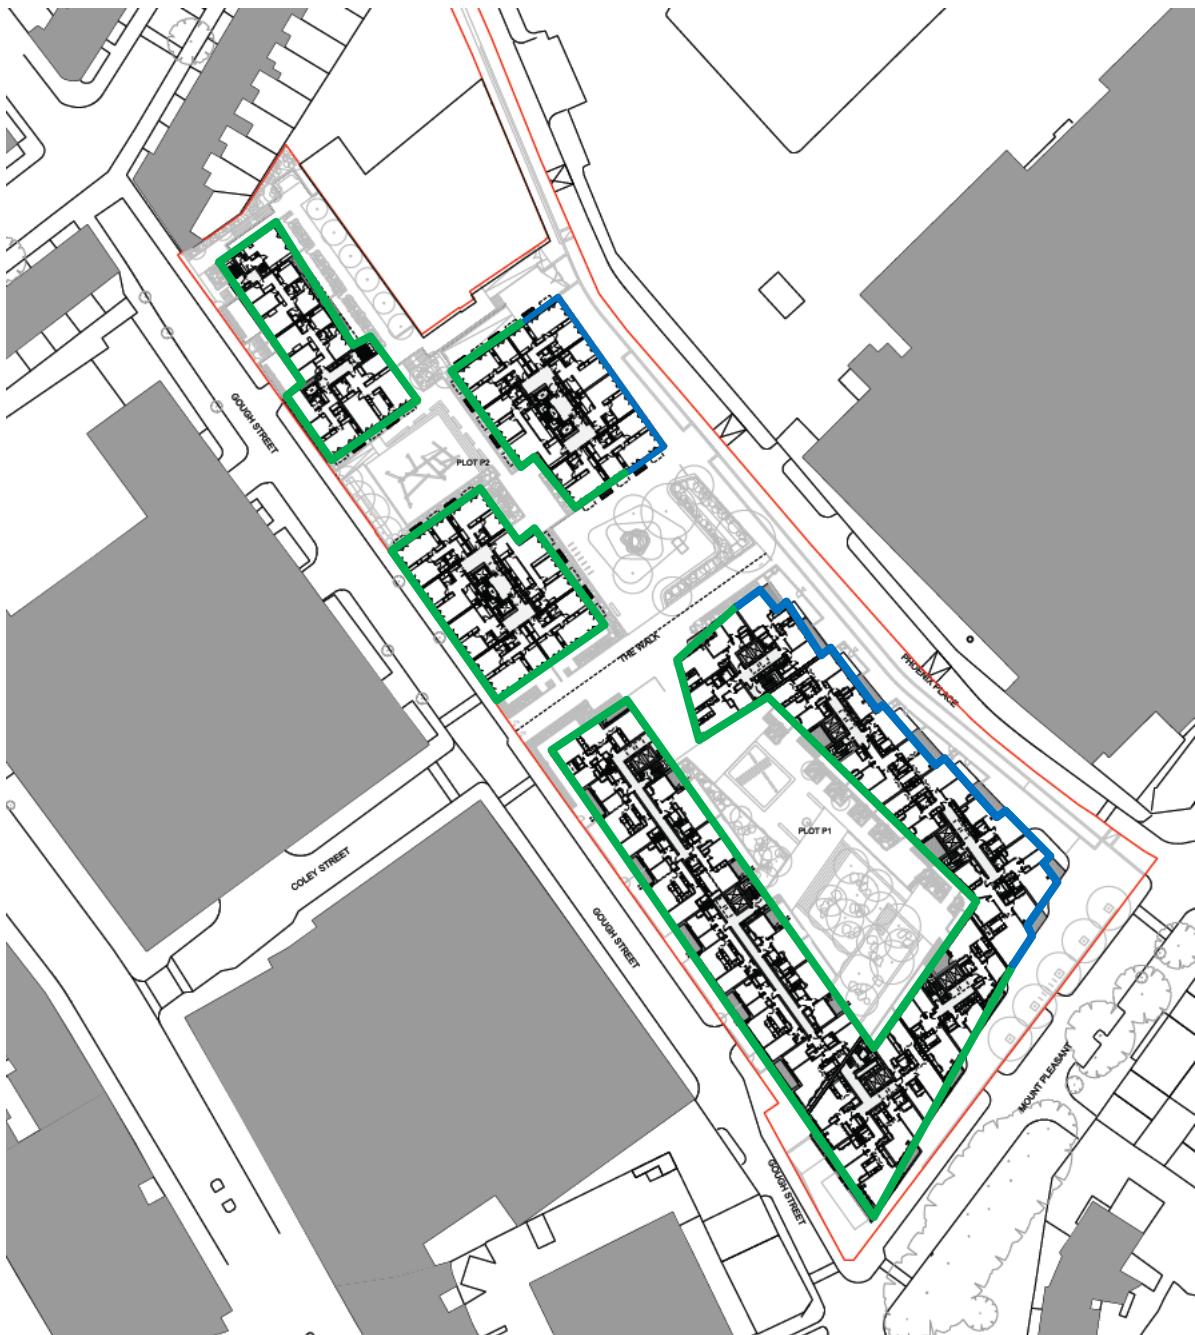 GOUGH STREET
PLOT P2
THE WALK
PHOENIX PLACE
PLOT P1
COLEY STREET
GOUGH STREET
MOUNT PLEASANT
GOUGH STREET